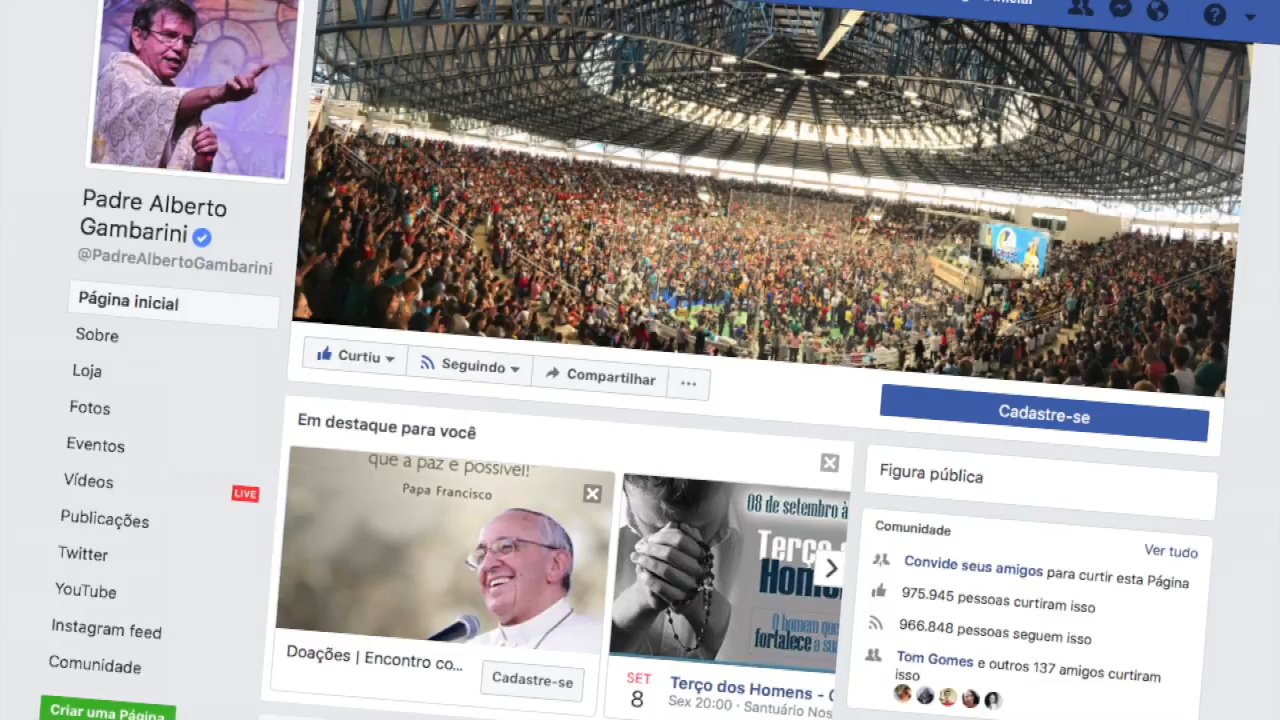 Padre Alberto
Gambarini
@PadreAlbertoGambarini
Página inicial
Sobre
Loja
Fotos
Eventos
Vídeos
LIVE
Publicações
Twitter
YouTube
Instagram feed
Comunidade
Criar uma Página
Curtiu
Seguindo
Compartilhar
Cadastre-se
Em destaque para você
que a paz é possível!
Papa Francisco
Doações | Encontro co...
Cadastre-se
08 de setembro à
Terço
O homem que
fortalece a
SET
8
Terço dos Homens -
Sex 20:00 · Santuário Nos
Figura pública
Comunidade
Ver tudo
Convide seus amigos para curtir esta Página
975.945 pessoas curtiram isso
966.848 pessoas seguem isso
Tom Gomes e outros 137 amigos curtiram
isso